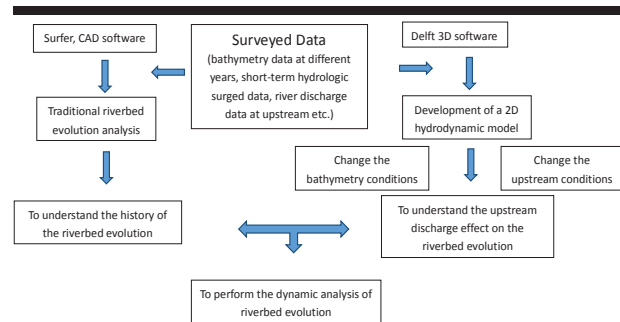 Surfer, CAD software
Surveyed Data
(bathymetry data at different
years, short-term hydrologic
surged data, river discharge
data at upstream etc.)
Delft 3D software
Traditional riverbed
evolution analysis
Development of a 2D
hydrodynamic model
Change the
bathymetry conditions
Change the
upstream conditions
To understand the history of
the riverbed evolution
To understand the upstream
discharge effect on the
riverbed evolution
To perform the dynamic analysis of
riverbed evolution